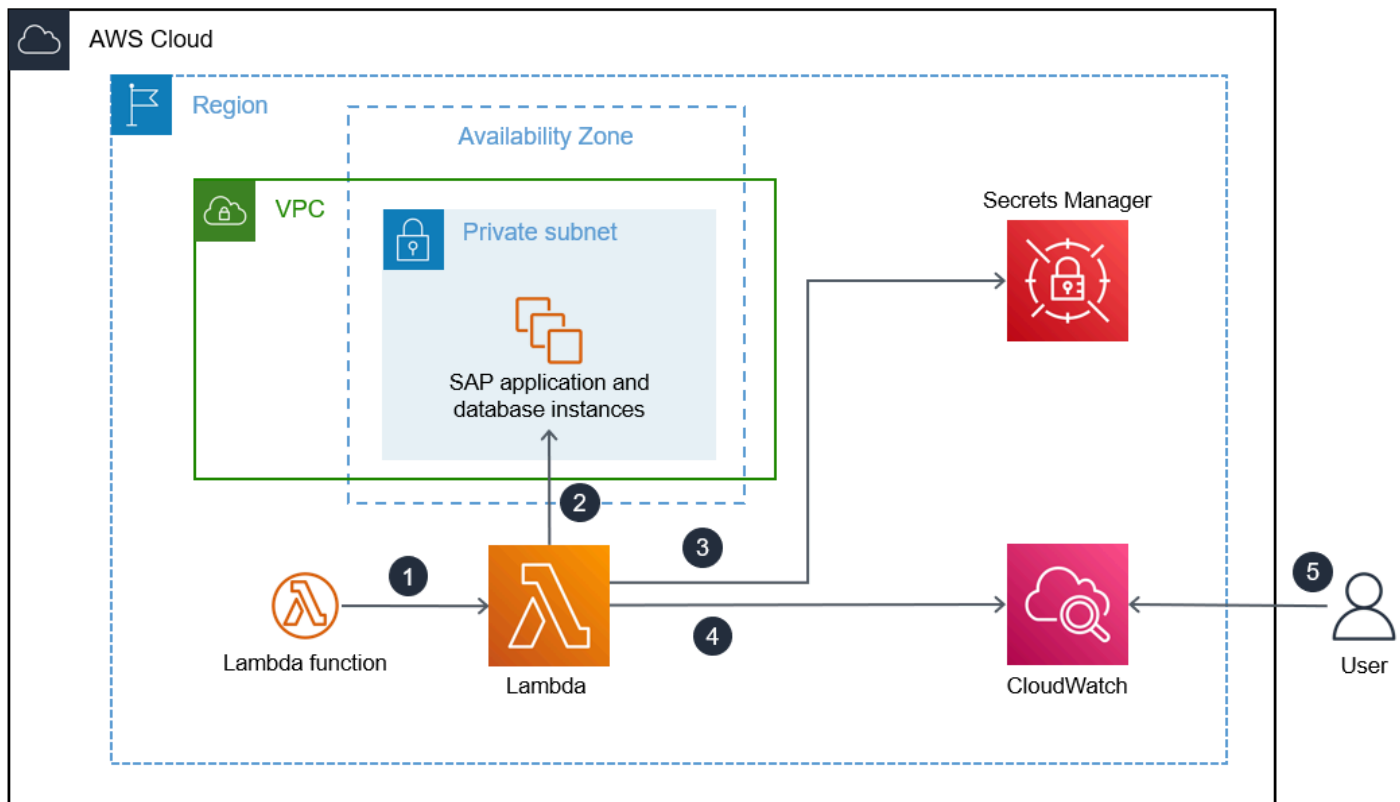 AWS Cloud
Region
Availability Zone
VPC
Private subnet
Secrets Manager
SAP application and
database instances
2
3
1
5
4
Lambda function
Lambda
CloudWatch
User